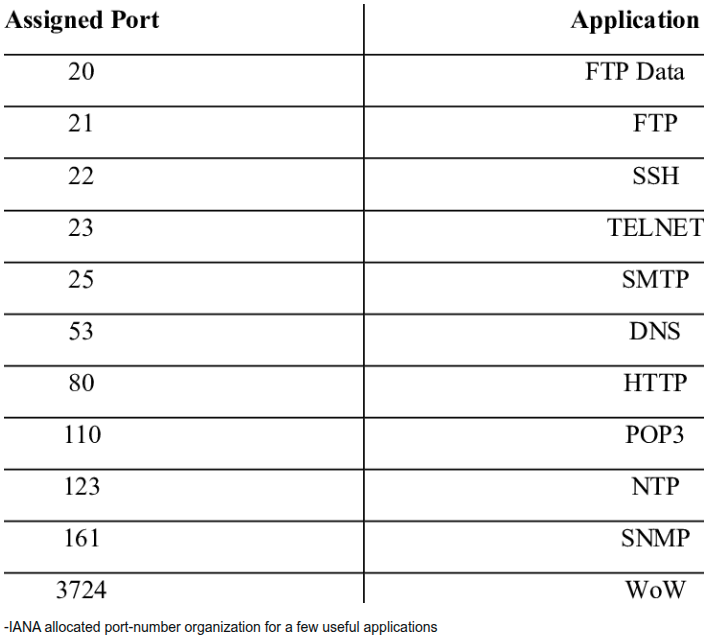 Assigned Port Application
20 FTP Data
21 FTP
22 SSH
23 TELNET
25 SMTP
53 DNS
80 HTTP
110 POP3
123 NTP
161 SNMP
3724 WoW
-IANA allocated port-number organization for a few useful applications